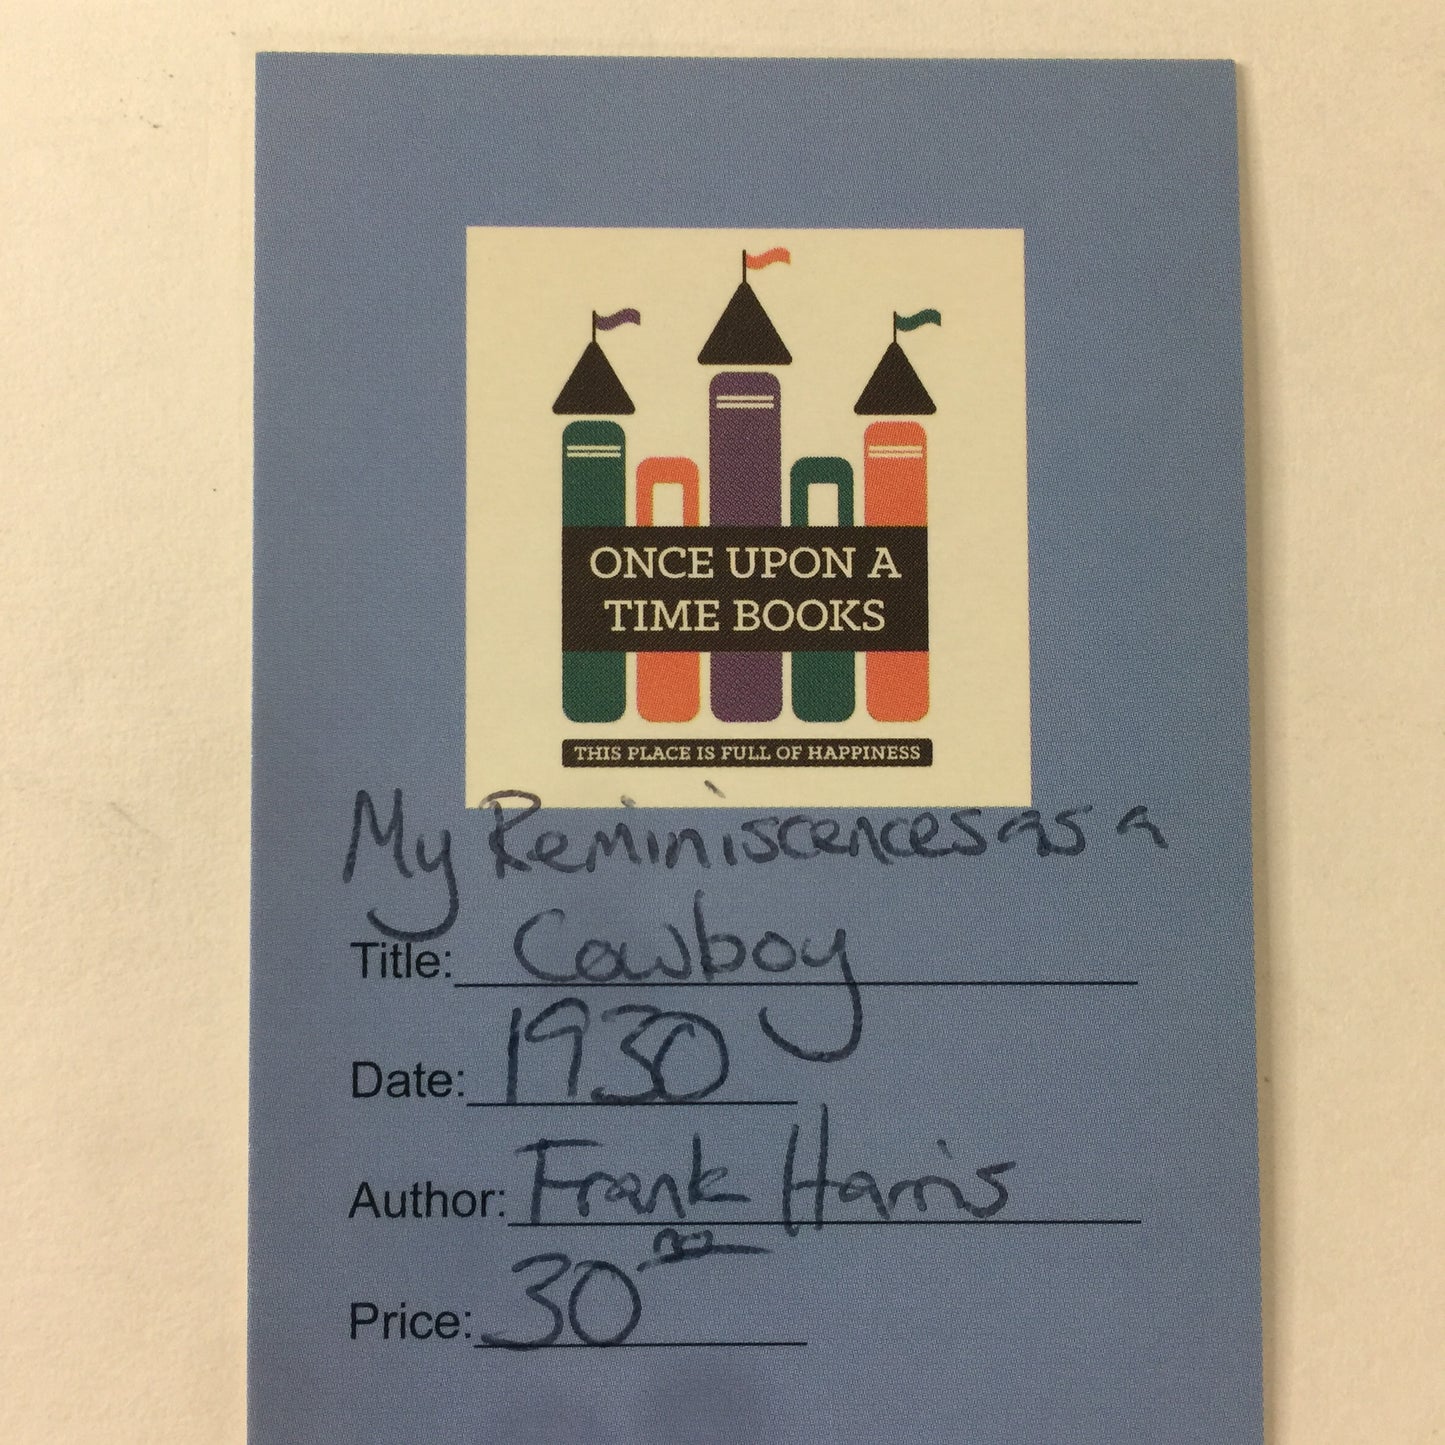 ONCE UPON A
TIME BOOKS
THIS PLACE IS FULL OF HAPPINESS
My Reminiscences as a
Title: Cowboy
Date: 1930
Author: Frank Harris
Price: 30